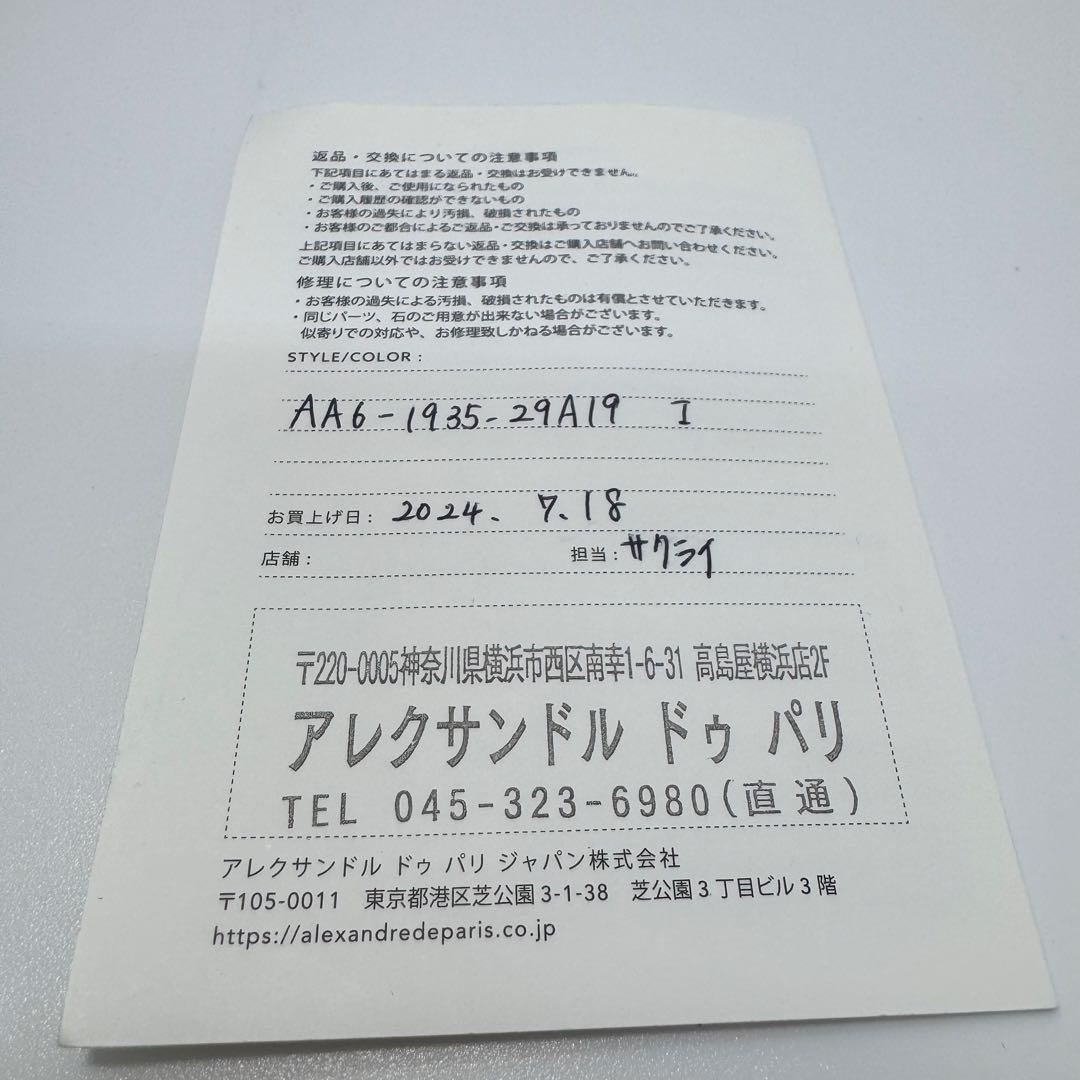 返品・交換についての注意事項
下記項目にあてはまる返品・交換はお受けできません。
・ご購入後、ご使用になられたもの
・ご購入履歴の確認ができないもの
・お客様の過失により汚損、破損されたもの
・お客様のご都合によるご返品・ご交換は承っておりませんのでご了承ください。
上記項目にあてはまらない返品・交換はご購入店舗へお問い合わせください。
ご購入店舗以外ではお受けできませんので、ご了承ください。
修理についての注意事項
・お客様の過失による汚損、破損されたものは有償とさせていただきます。
・同じパーツ、石のご用意が出来ない場合がございます。
似寄りでの対応や、お修理致しかねる場合がございます。
STYLE/COLOR :
AA6-1935-29A19 I
お買上げ日: 2024. 7.18
店舗: 担当: サクライ
〒220-0005神奈川県横浜市西区南幸1-6-31 高島屋横浜店2F
アレクサンドル ドゥ パリ
TEL 045-323-6980(直通)
アレクサンドル ドゥ パリ ジャパン株式会社
〒105-0011 東京都港区芝公園3-1-38 芝公園3丁目ビル3階
https://alexandredeparis.co.jp